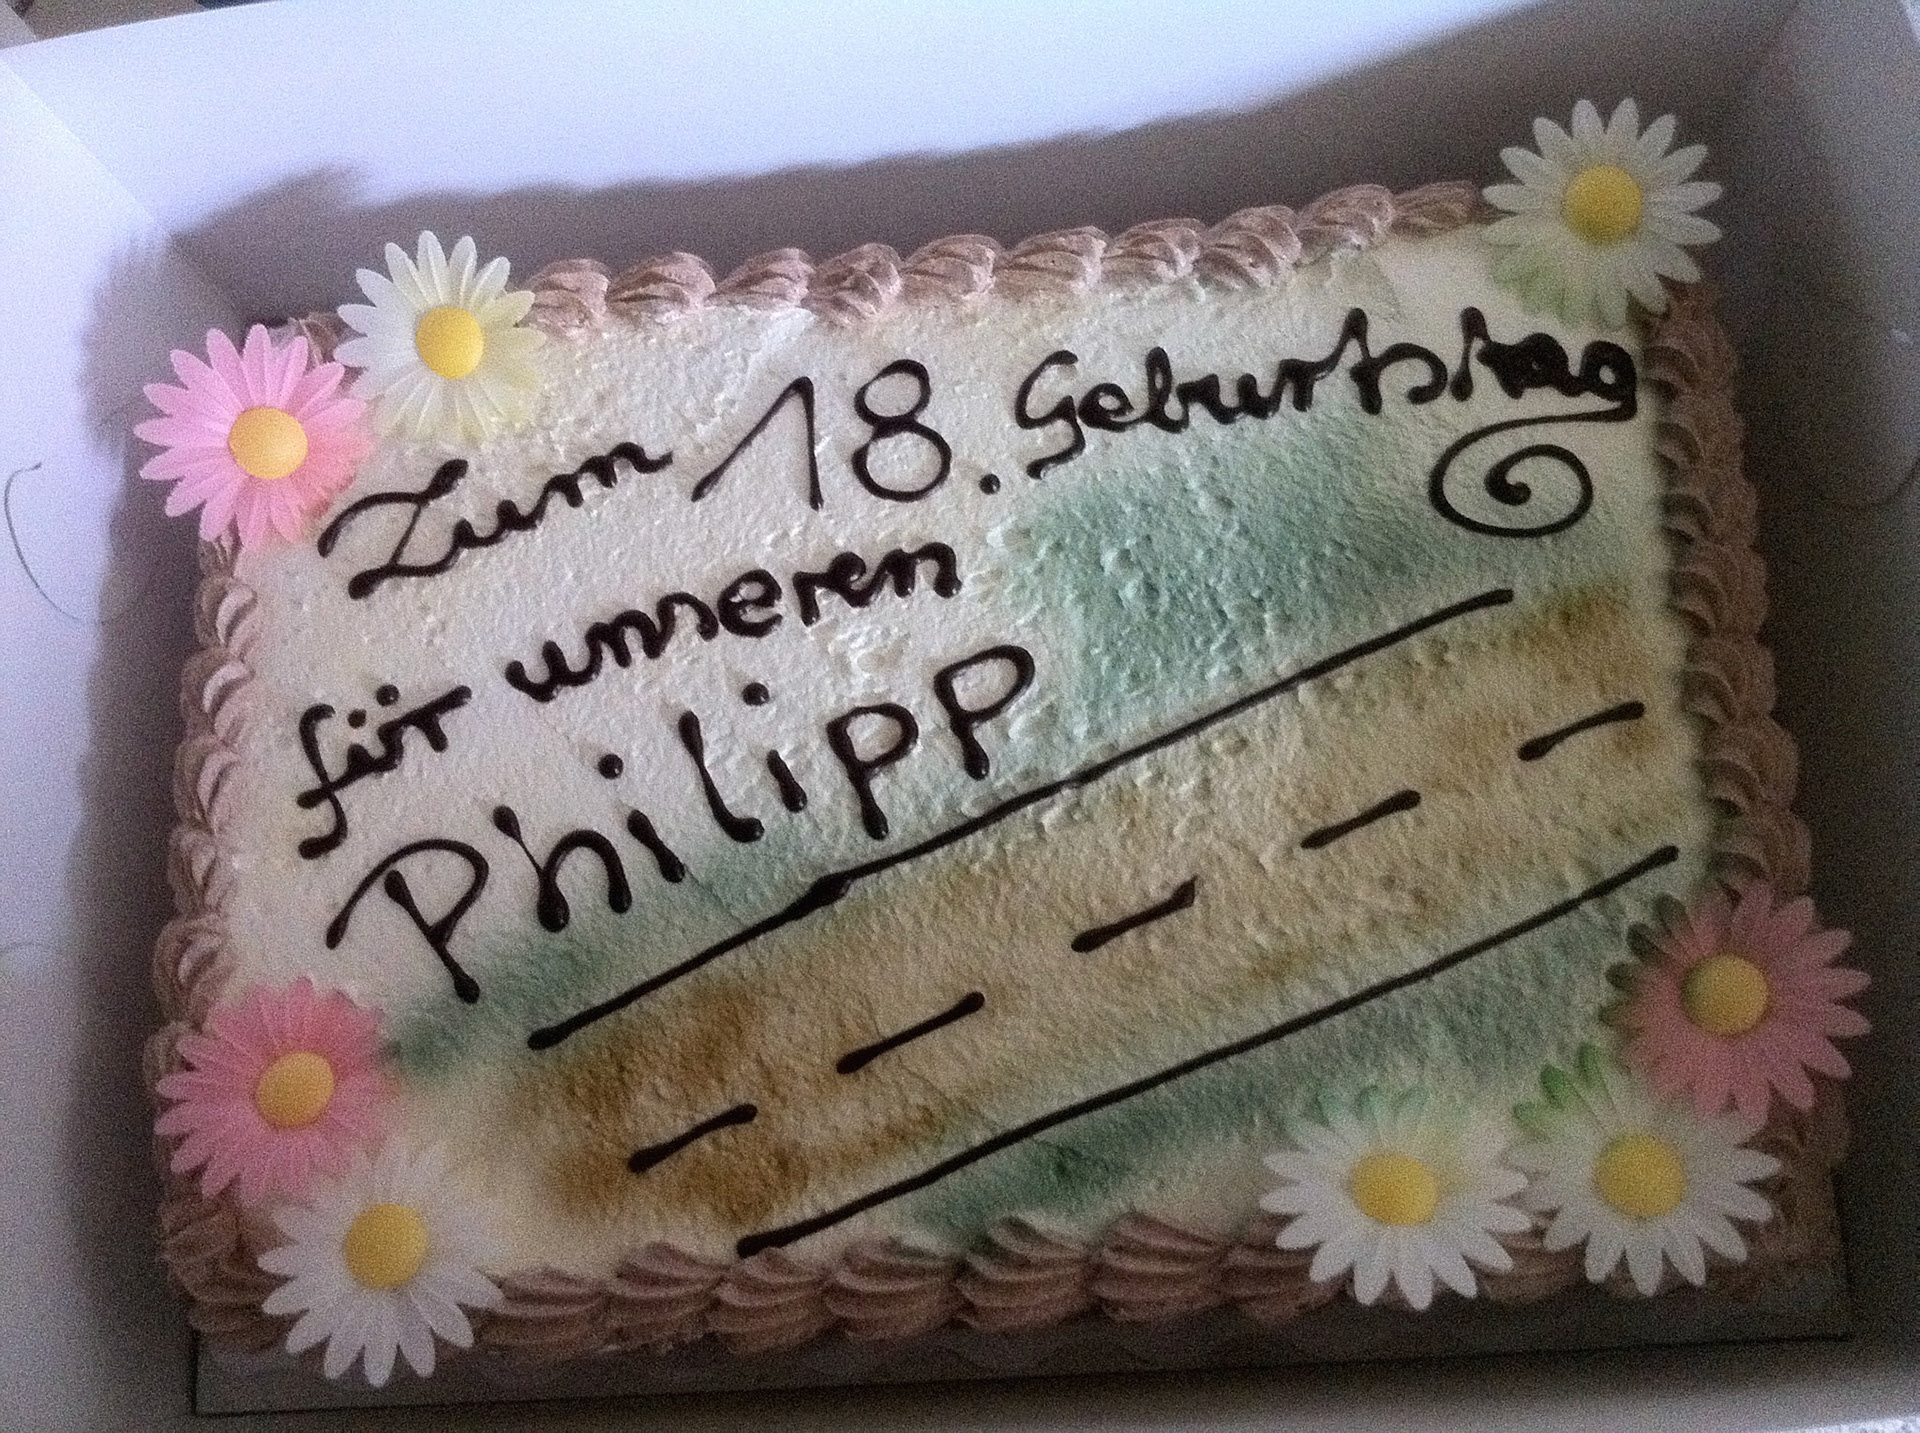 Zum 18. Geburtstag
für unseren
Philipp